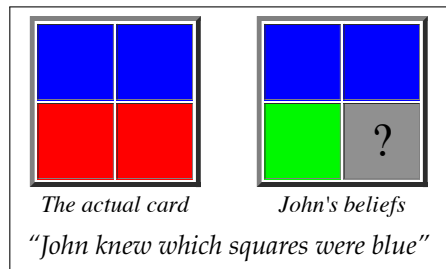 ?
The actual card
John's beliefs
“John knew which squares were blue”